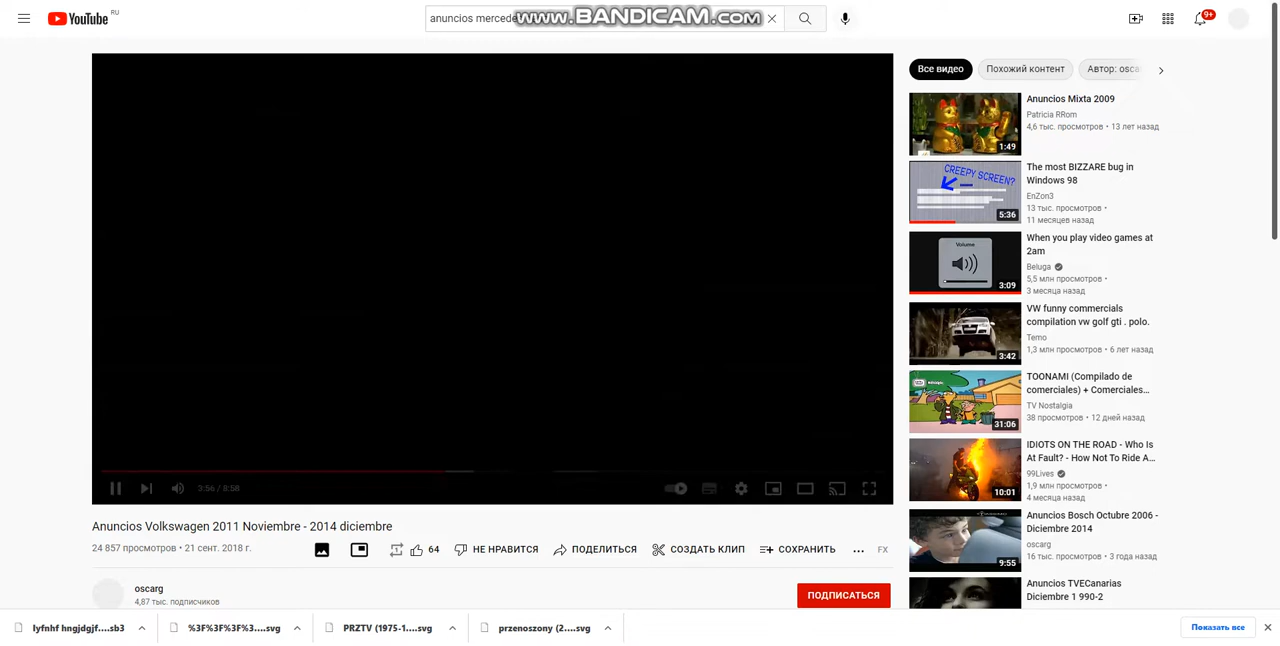 YouTube RU
anuncios mercede
www.BANDICAM.com
9+
Все видео
Похожий контент
Автор: osca
CREEPY SCREEN?
Volume
1:49
Anuncios Mixta 2009
Patricia RRom
4,6 тыс. просмотров • 13 лет назад
5:36
The most BIZZARE bug in
Windows 98
EnZon3
13 тыс. просмотров •
11 месяцев назад
3:09
When you play video games at
2am
Beluga
5,5 млн просмотров •
3 месяца назад
3:42
VW funny commercials
compilation vw golf gti . polo.
Temo
1,3 млн просмотров • 6 лет назад
31:06
TOONAMI (Compilado de
comerciales) + Comerciales...
TV Nostalgia
38 просмотров • 12 дней назад
10:01
IDIOTS ON THE ROAD - Who Is
At Fault? - How Not To Ride A...
99Lives
1,9 млн просмотров •
4 месяца назад
9:55
Anuncios Bosch Octubre 2006 -
Diciembre 2014
oscarg
16 тыс. просмотров • 3 года назад
Anuncios TVECanarias
Diciembre 1 990-2
3:56 / 8:58
Anuncios Volkswagen 2011 Noviembre - 2014 diciembre
24 857 просмотров • 21 сент. 2018 г.
64
НЕ НРАВИТСЯ
ПОДЕЛИТЬСЯ
СОЗДАТЬ КЛИП
СОХРАНИТЬ
...
FX
oscarg
4,87 тыс. подписчиков
ПОДПИСАТЬСЯ
lyfnhf hngjdgjf....sb3
%3F%3F%3F%3....svg
PRZTV (1975-1....svg
przenoszony (2....svg
Показать все